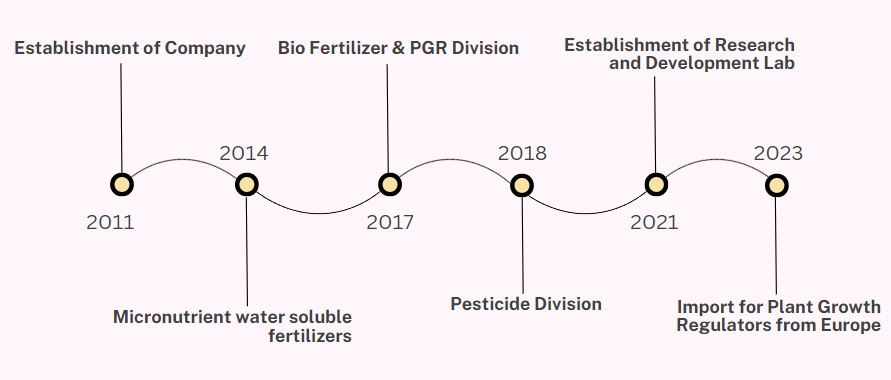 Establishment of Company
Bio Fertilizer & PGR Division
Establishment of Research
and Development Lab
2014
2018
2023
2011
2017
2021
Micronutrient water soluble
fertilizers
Pesticide Division
Import for Plant Growth
Regulators from Europe